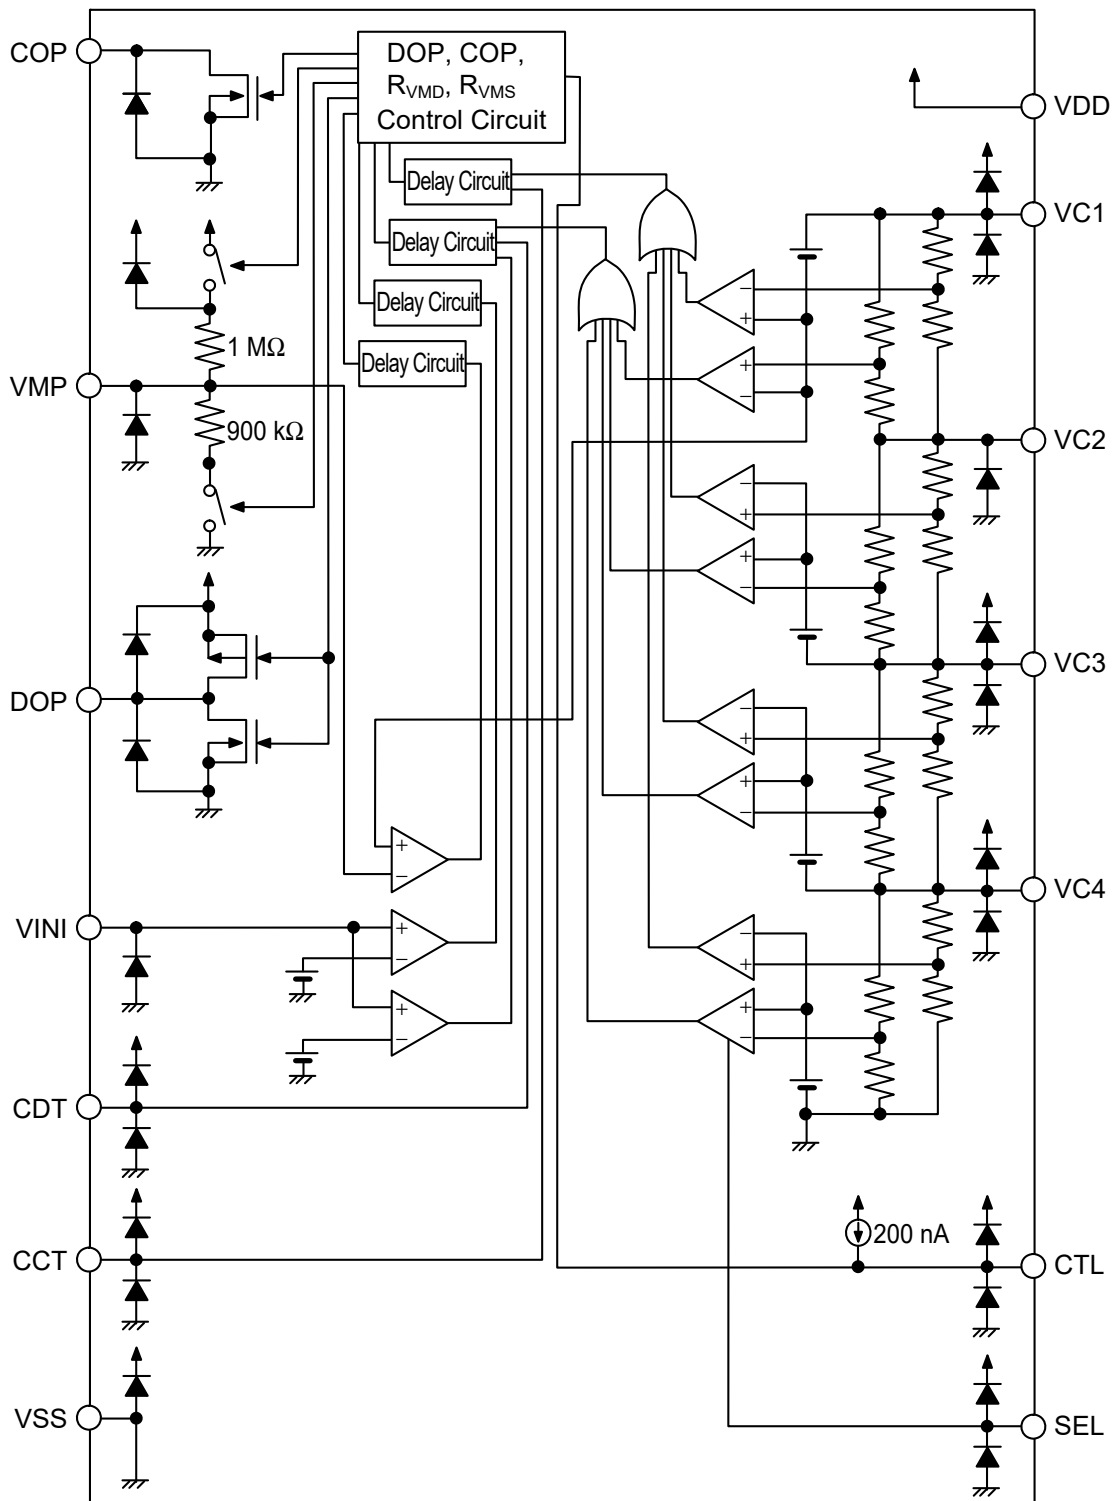 COP
DOP, COP,
RVMD, RVMS
Control Circuit
VDD
Delay Circuit
VC1
Delay Circuit
−
Delay Circuit
+
1 MΩ
Delay Circuit
+
VMP
−
900 kΩ
VC2
−
+
+
−
VC3
DOP
−
+
+
−
+
−
VC4
VINI
+
−
−
+
+
+
−
−
CDT
200 nA
CCT
CTL
VSS
SEL